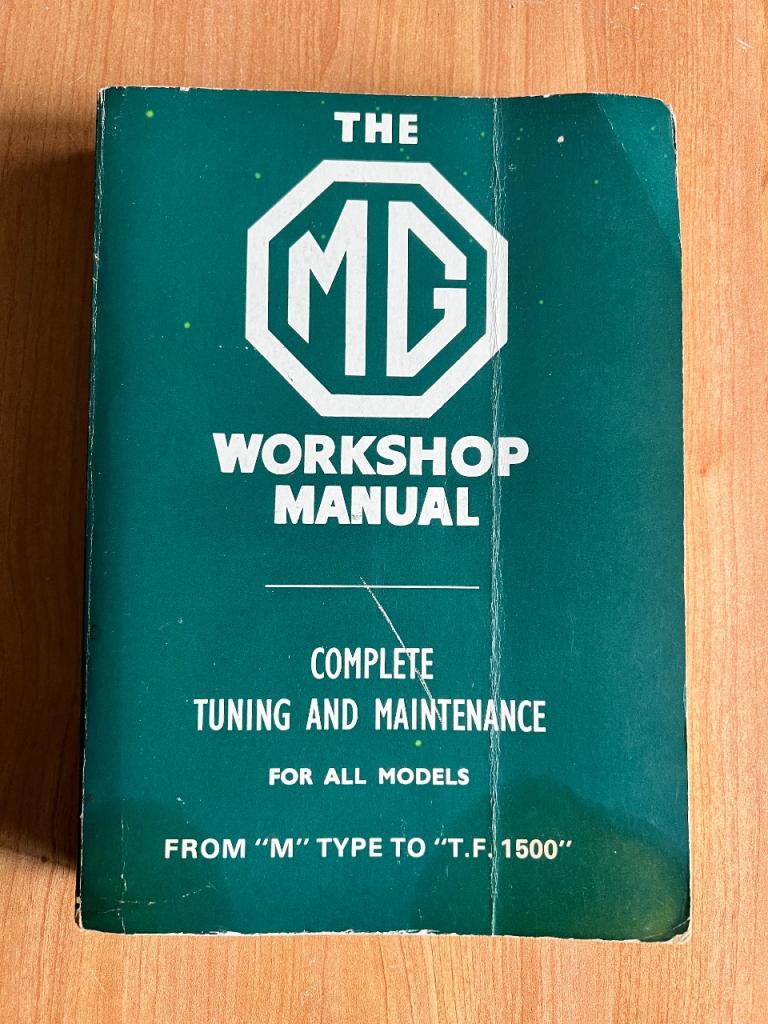 THE
MG
WORKSHOP
MANUAL
COMPLETE
TUNING AND MAINTENANCE
FOR ALL MODELS
FROM "M" TYPE TO "T.F. 1500"